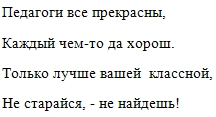 Педагоги все прекрасны,
Каждый чем-то да хорош.
Только лучше вашей  классной,
Не старайся, - не найдешь!